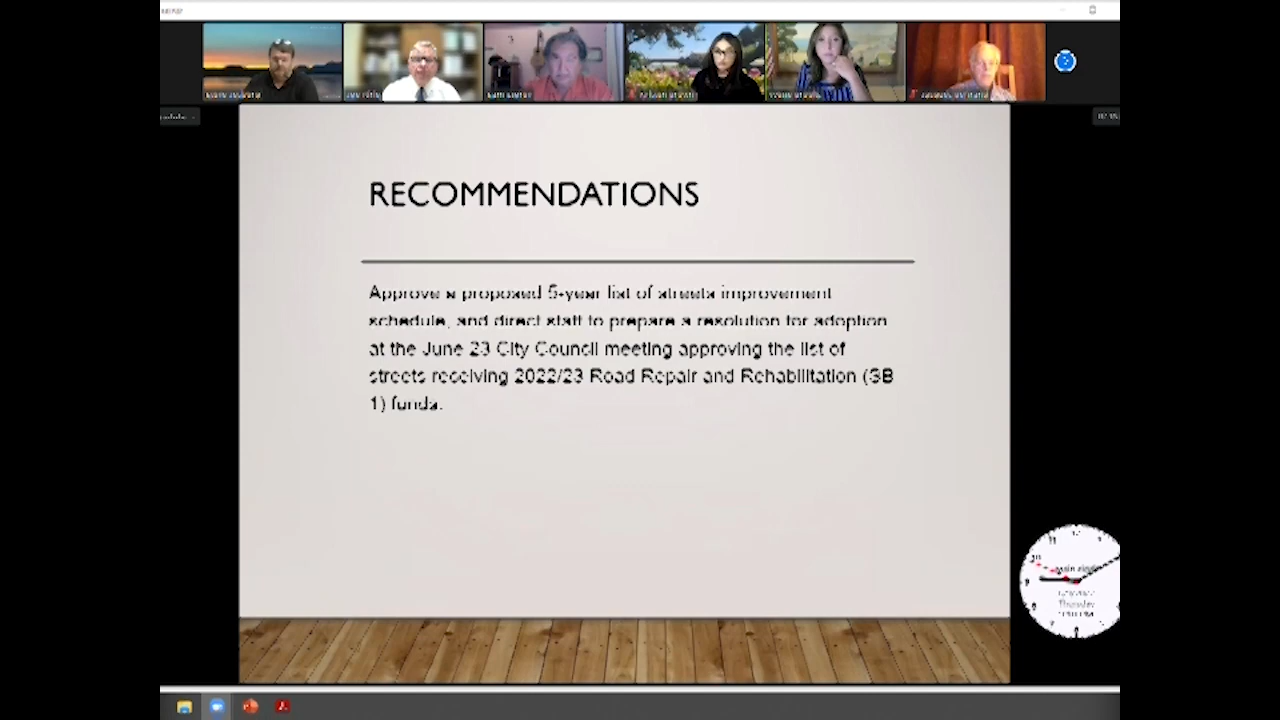 RECOMMENDATIONS
Approve a proposed 5-year list of streets improvement
schedule, and direct staff to prepare a resolution for adoption
at the June 23 City Council meeting approving the list of
streets receiving 2022/23 Road Repair and Rehabilitation (SB
1) funds.
Thursday